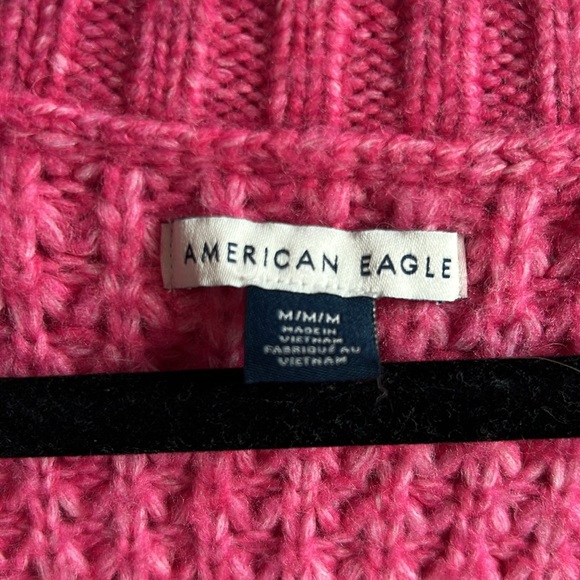 AMERICAN EAGLE
M/M/M
MADE IN
VIETNAM
FABRIQUÉ AU
VIETNAM